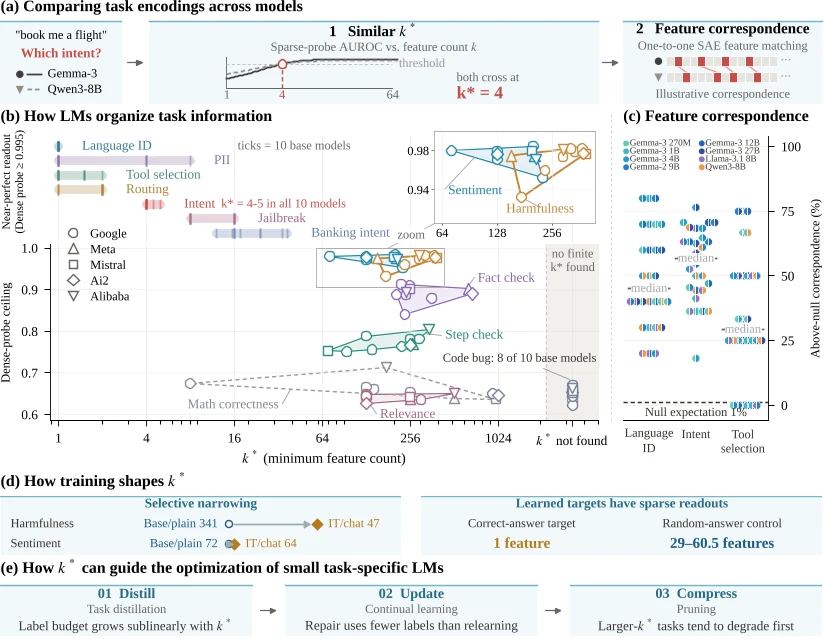 (a) Comparing task encodings across models
"book me a flight"
Which intent?
Gemma-3
Qwen3-8B
1 Similar k*
Sparse-probe AUROC vs. feature count k
threshold
1
4
64
both cross at
k* = 4
2 Feature correspondence
One-to-one SAE feature matching
...
...
Illustrative correspondence
(b) How LMs organize task information
Near-perfect readout
(Dense probe ≥ 0.995)
Language ID
ticks = 10 base models
PII
Tool selection
Routing
Intent k* = 4-5 in all 10 models
Jailbreak
Banking intent
zoom
0.98
0.94
Sentiment
Harmfulness
64
128
256
Google
Meta
Mistral
Ai2
Alibaba
no finite
k* found
Dense-probe ceiling
1.0
0.9
0.8
0.7
0.6
Fact check
Step check
Code bug: 8 of 10 base models
Math correctness
Relevance
1
4
16
64
256
1024
k* not found
k* (minimum feature count)
(c) Feature correspondence
Gemma-3 270M
Gemma-3 1B
Gemma-3 4B
Gemma-2 9B
Gemma-3 12B
Gemma-3 27B
Llama-3.1 8B
Qwen3-8B
100
75
50
25
0
Above-null correspondence (%)
median
median
median
Null expectation 1%
Language
ID
Intent
Tool
selection
(d) How training shapes k*
Selective narrowing
Harmfulness
Base/plain 341
IT/chat 47
Sentiment
Base/plain 72
IT/chat 64
Learned targets have sparse readouts
Correct-answer target
1 feature
Random-answer control
29–60.5 features
(e) How k* can guide the optimization of small task-specific LMs
01 Distill
Task distillation
Label budget grows sublinearly with k*
02 Update
Continual learning
Repair uses fewer labels than relearning
03 Compress
Pruning
Larger-k* tasks tend to degrade first